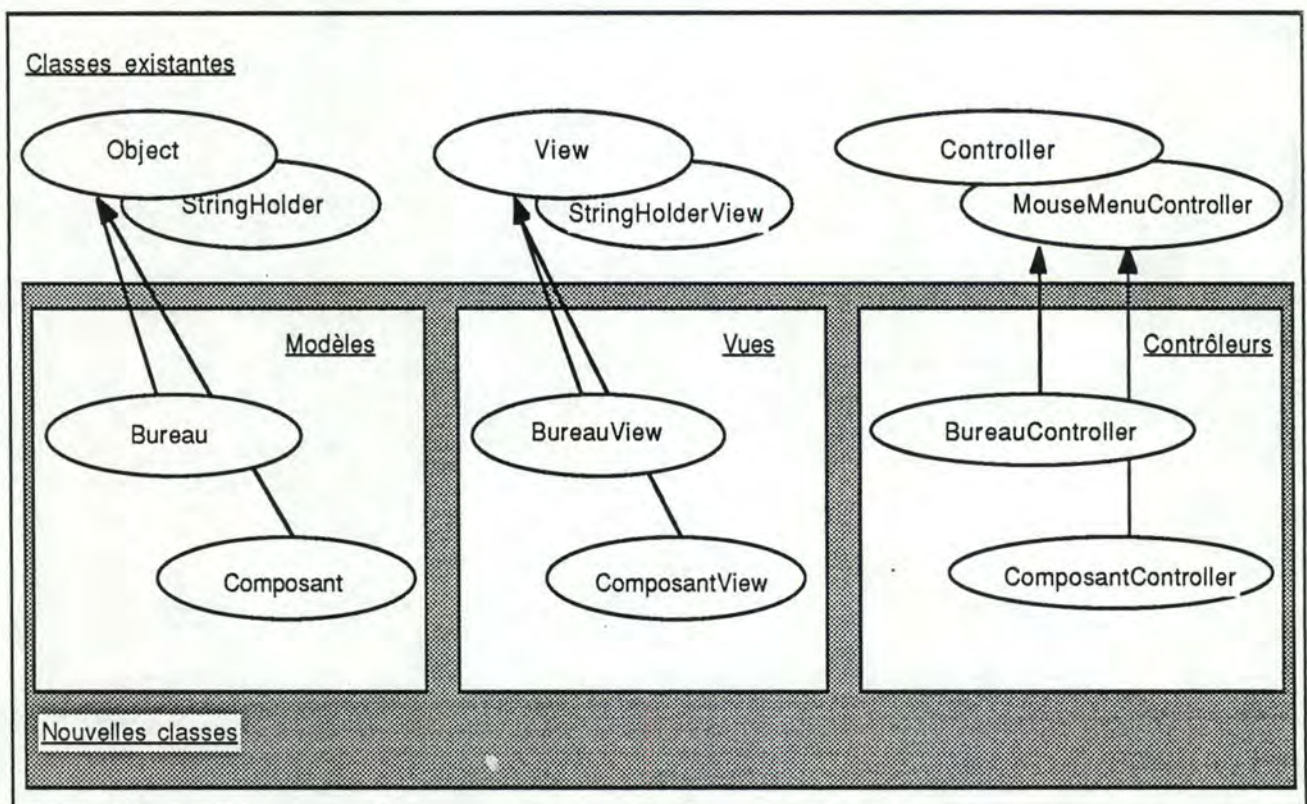 Classes existantes
Object
StringHolder
View
StringHolderView
Controller
MouseMenuController
Modèles
Bureau
Composant
Vues
BureauView
ComposantView
Contrôleurs
BureauController
ComposantController
Nouvelles classes